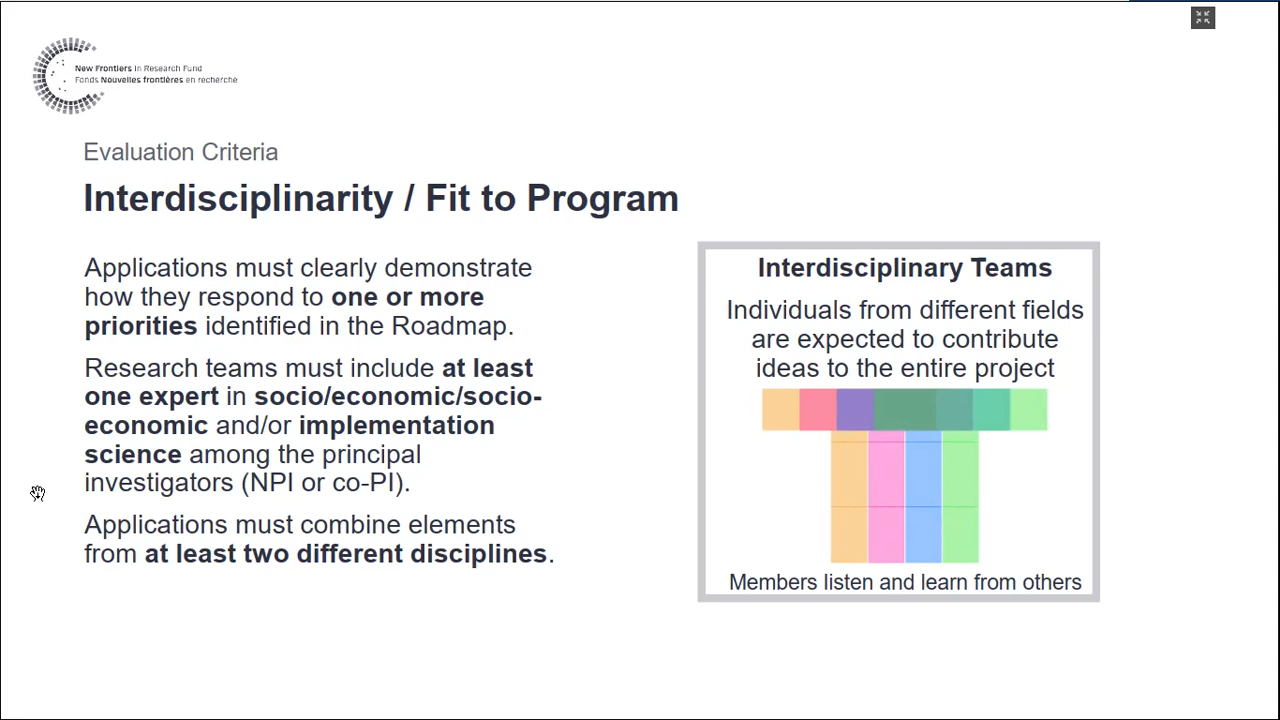 New Frontiers in Research Fund
Fonds Nouvelles frontières en recherche
Evaluation Criteria
Interdisciplinarity / Fit to Program
Applications must clearly demonstrate
how they respond to one or more
priorities identified in the Roadmap.
Research teams must include at least
one expert in socio/economic/socio-
economic and/or implementation
science among the principal
investigators (NPI or co-PI).
Applications must combine elements
from at least two different disciplines.
Interdisciplinary Teams
Individuals from different fields
are expected to contribute
ideas to the entire project
Members listen and learn from others